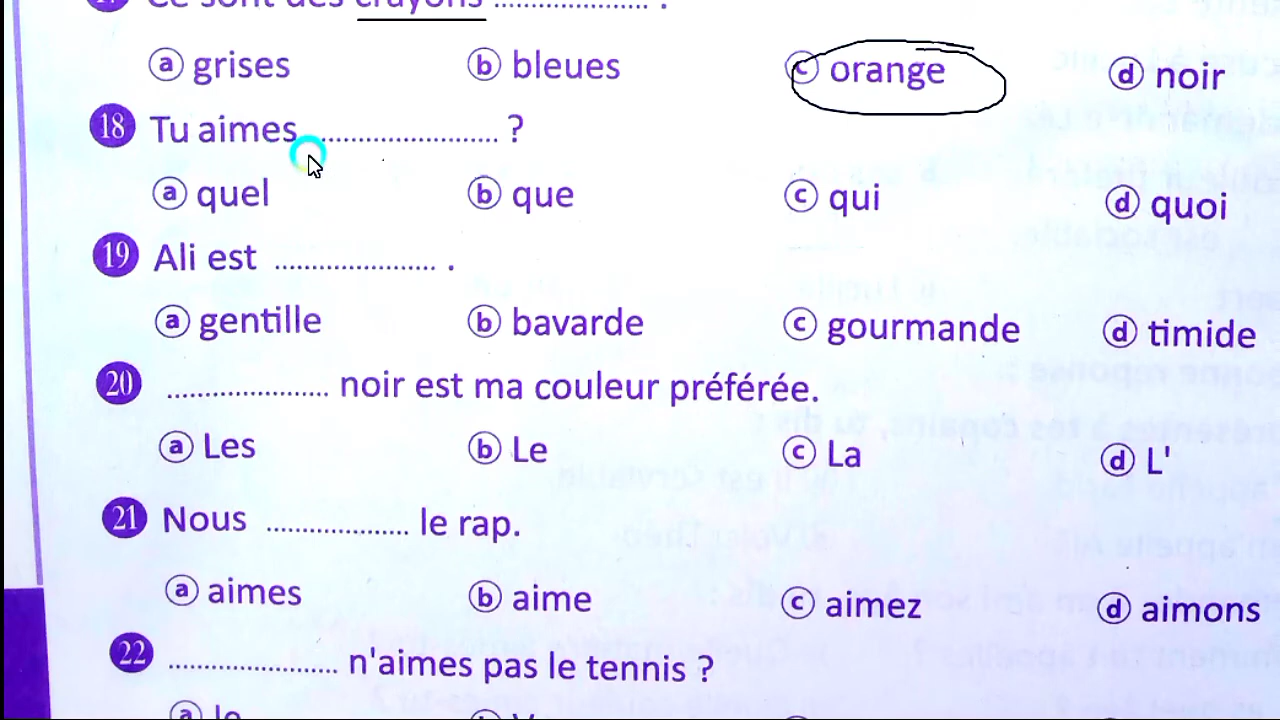 Ce sont des crayons .................... .
a grises b bleues c orange d noir
18 Tu aimes ........................ ?
a quel b que c qui d quoi
19 Ali est ...................... .
a gentille b bavarde c gourmande d timide
20 ...................... noir est ma couleur préférée.
a Les b Le c La d L'
21 Nous ................... le rap.
a aimes b aime c aimez d aimons
22 ...................... n'aimes pas le tennis ?